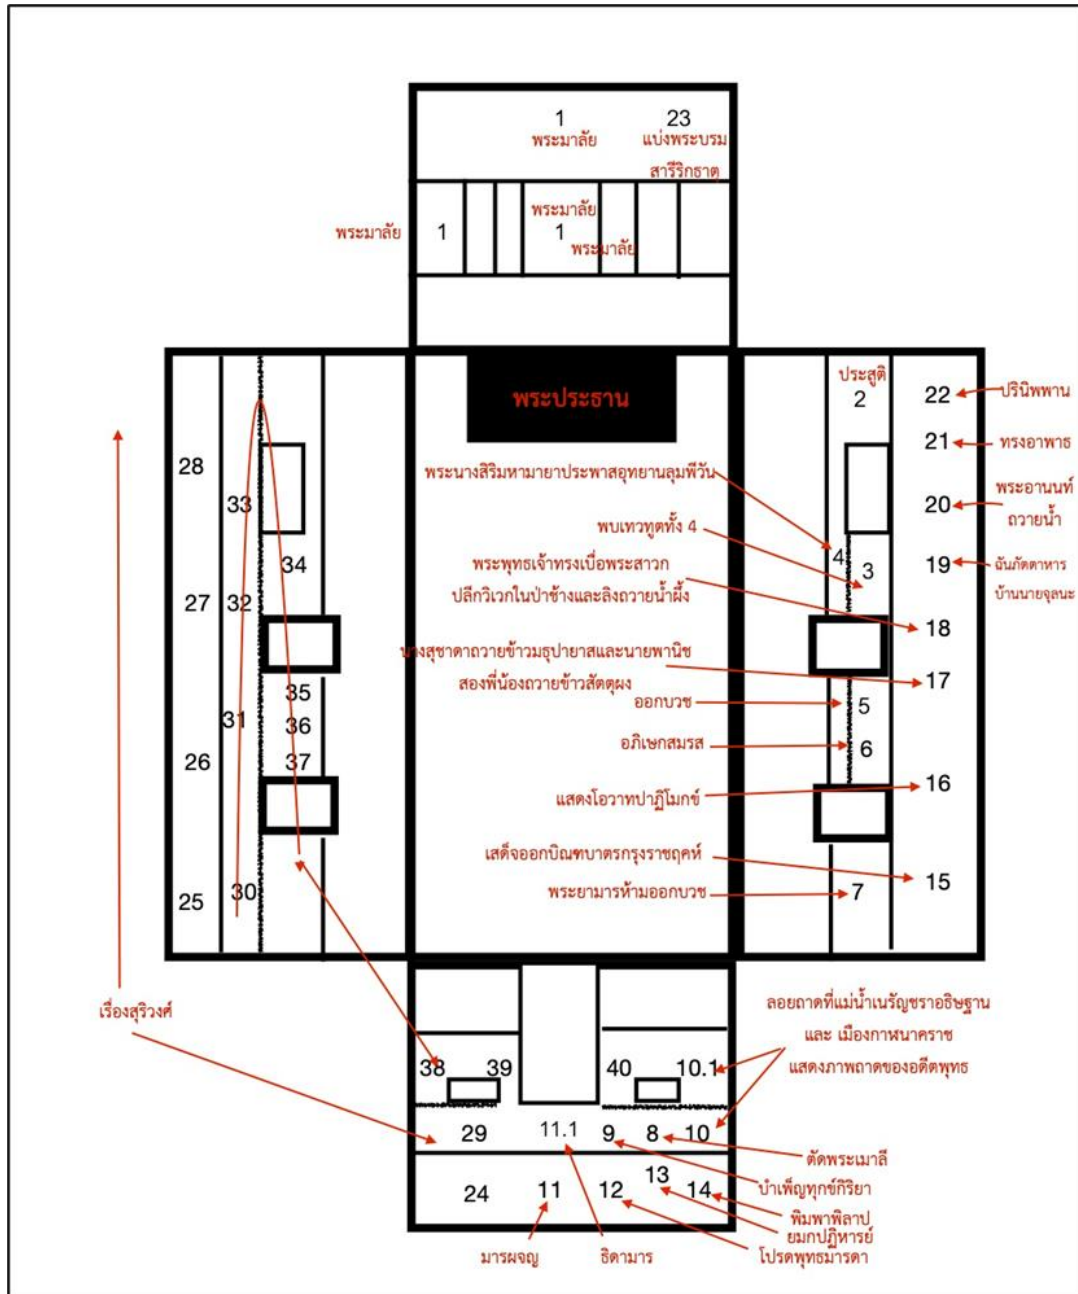 1 23
พระมาลัย แบ่งพระบรม
สารีริกธาตุ
พระมาลัย
พระมาลัย 1 1 พระมาลัย
พระประธาน
ประสูติ
2
22 ปรินิพพาน
21 ทรงอาพาธ
20 พระอานนท์
ถวายน้ำ
19 ฉันภัตตาหาร
บ้านนายจุลนะ
18
17
16
15
พระนางสิริมหามายาประพาสอุทยานลุมพีวัน
4
พบเทวทูตทั้ง 4
3
พระพุทธเจ้าทรงเบื่อพระสาวก
ปลีกวิเวกในป่าช้างและลิงถวายน้ำผึ้ง
นางสุชาดาถวายข้าวมธุปายาสและนายพานิช
สองพี่น้องถวายข้าวสัตตุผง
ออกบวช
5
อภิเษกสมรส
6
แสดงโอวาทปาฏิโมกข์
เสด็จออกบิณฑบาตรกรุงราชฤคห์
พระยามารห้ามออกบวช
7
28
33
34
27 32
35
31 36
26 37
25 30
เรื่องสุริวงศ์
ลอยถาดที่แม่น้ำเนรัญชราอธิษฐาน
และ เมืองกาฬนาคราช
แสดงภาพถาดของอดีตพุทธ
38 39 40 10.1
29 11.1 9 8 10
ตัดพระเมาลี
บำเพ็ญทุกข์กิริยา
24 11 12 13 14
พิมพาพิลาป
ยมกปฏิหารย์
มารผจญ ธิดามาร โปรดพุทธมารดา